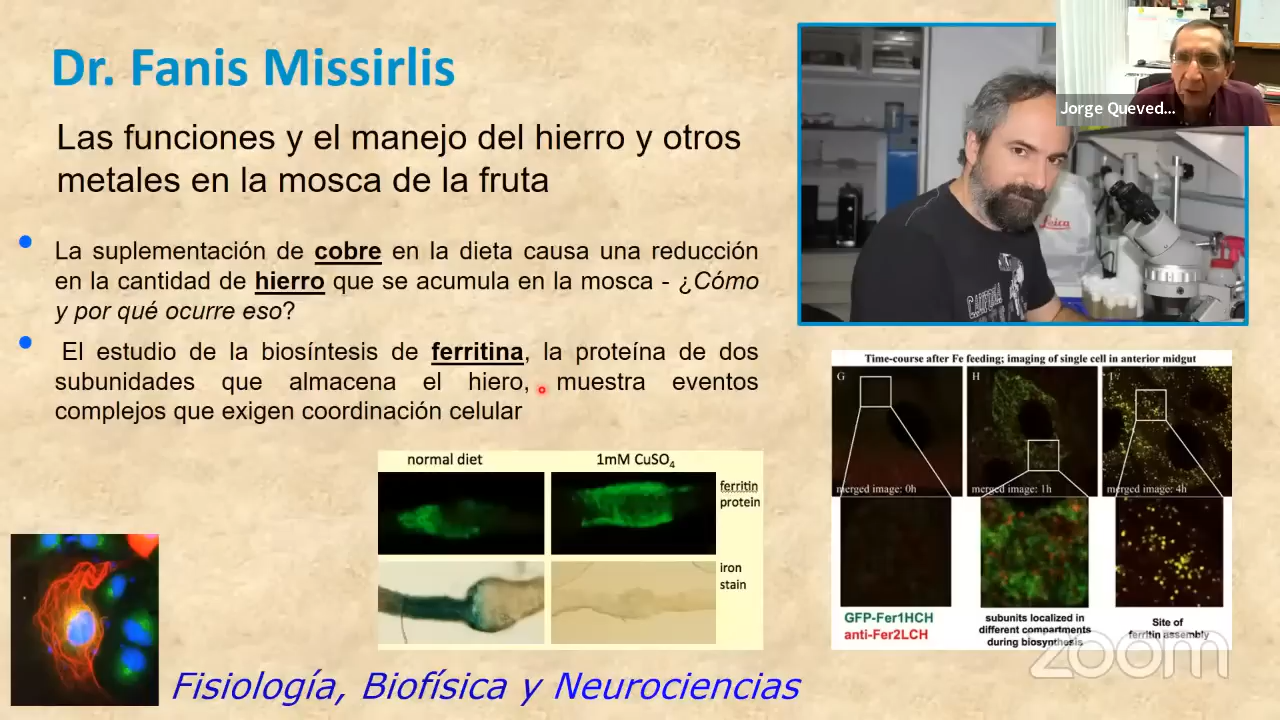 Dr. Fanis Missirlis
Las funciones y el manejo del hierro y otros
metales en la mosca de la fruta
La suplementación de cobre en la dieta causa una reducción
en la cantidad de hierro que se acumula en la mosca - ¿Cómo
y por qué ocurre eso?
El estudio de la biosíntesis de ferritina, la proteína de dos
subunidades que almacena el hiero, muestra eventos
complejos que exigen coordinación celular
normal diet
1mM CuSO₄
ferritin
protein
iron
stain
Jorge Queved...
Leica
Time-course after Fe feeding; imaging of single cell in anterior midgut
G
H
I
merged image: 0h
merged image: 1h
merged image: 4h
GFP-Fer1HCH
anti-Fer2LCH
subunits localized in
different compartments
during biosynthesis
Site of
ferritin assembly
zoom
Fisiología, Biofísica y Neurociencias